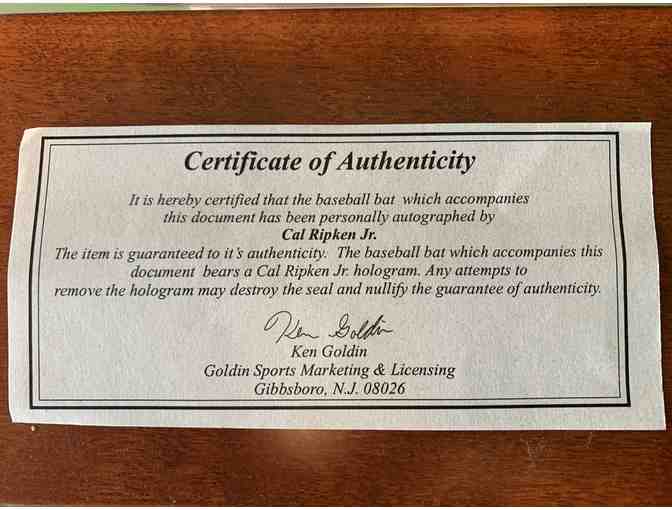 Certificate of Authenticity
It is hereby certified that the baseball bat which accompanies
this document has been personally autographed by
Cal Ripken Jr.
The item is guaranteed to it's authenticity. The baseball bat which accompanies this
document bears a Cal Ripken Jr. hologram. Any attempts to
remove the hologram may destroy the seal and nullify the guarantee of authenticity.
Ken Goldin
Ken Goldin
Goldin Sports Marketing & Licensing
Gibbsboro, N.J. 08026